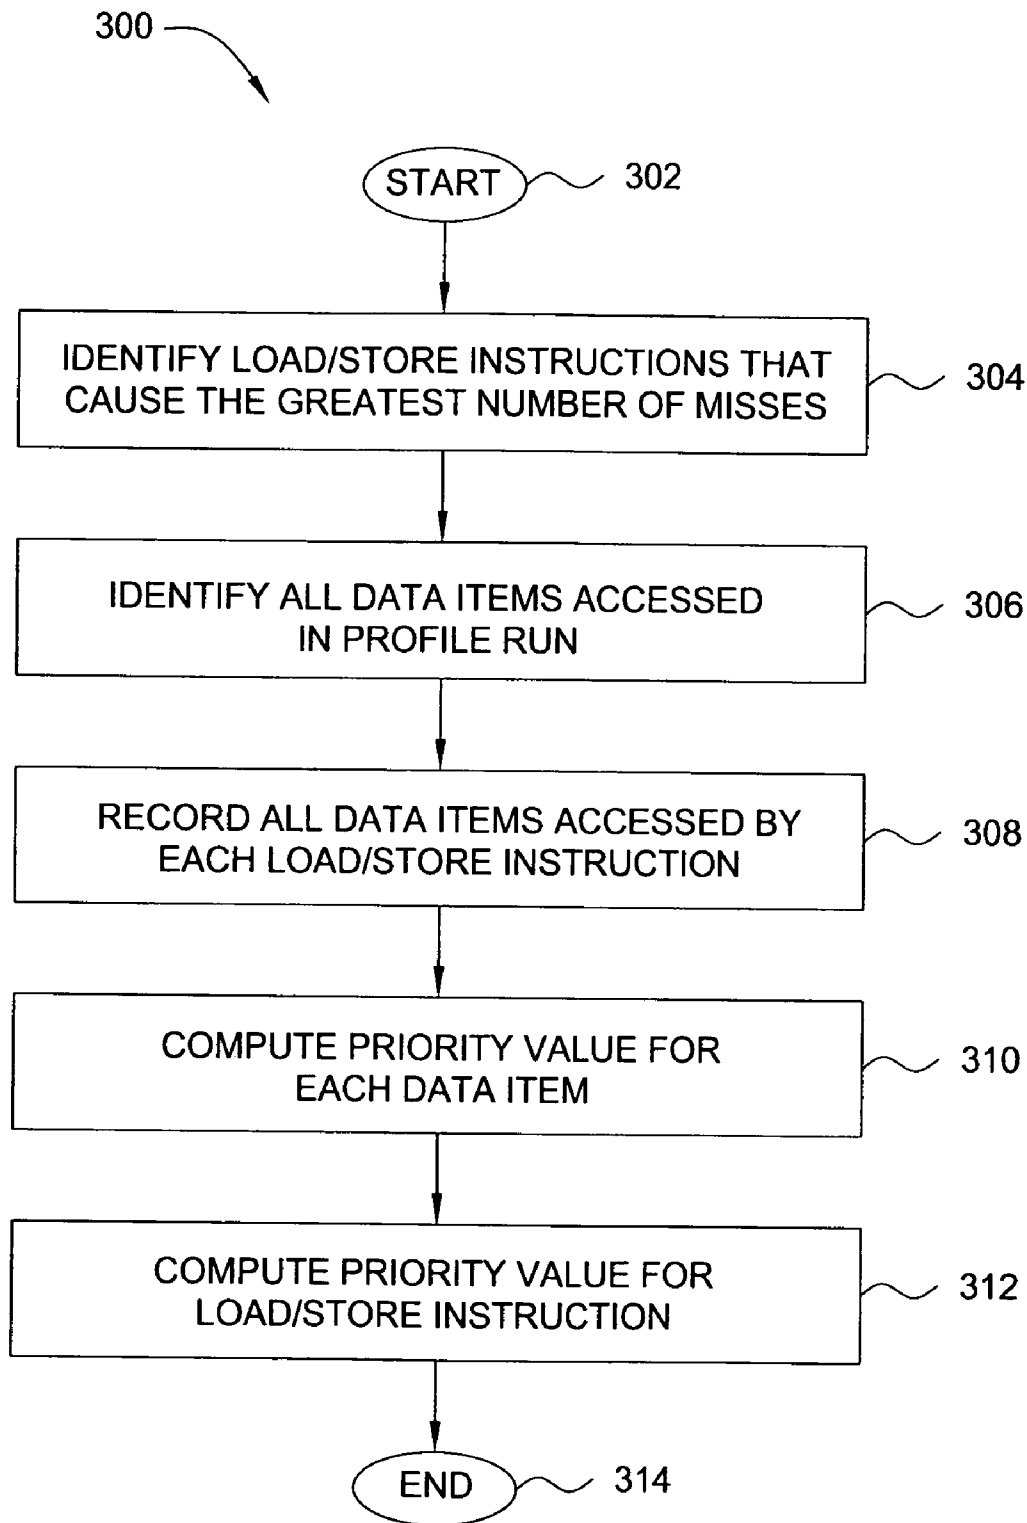 300
START
302
IDENTIFY LOAD/STORE INSTRUCTIONS THAT
CAUSE THE GREATEST NUMBER OF MISSES
304
IDENTIFY ALL DATA ITEMS ACCESSED
IN PROFILE RUN
306
RECORD ALL DATA ITEMS ACCESSED BY
EACH LOAD/STORE INSTRUCTION
308
COMPUTE PRIORITY VALUE FOR
EACH DATA ITEM
310
COMPUTE PRIORITY VALUE FOR
LOAD/STORE INSTRUCTION
312
END
314